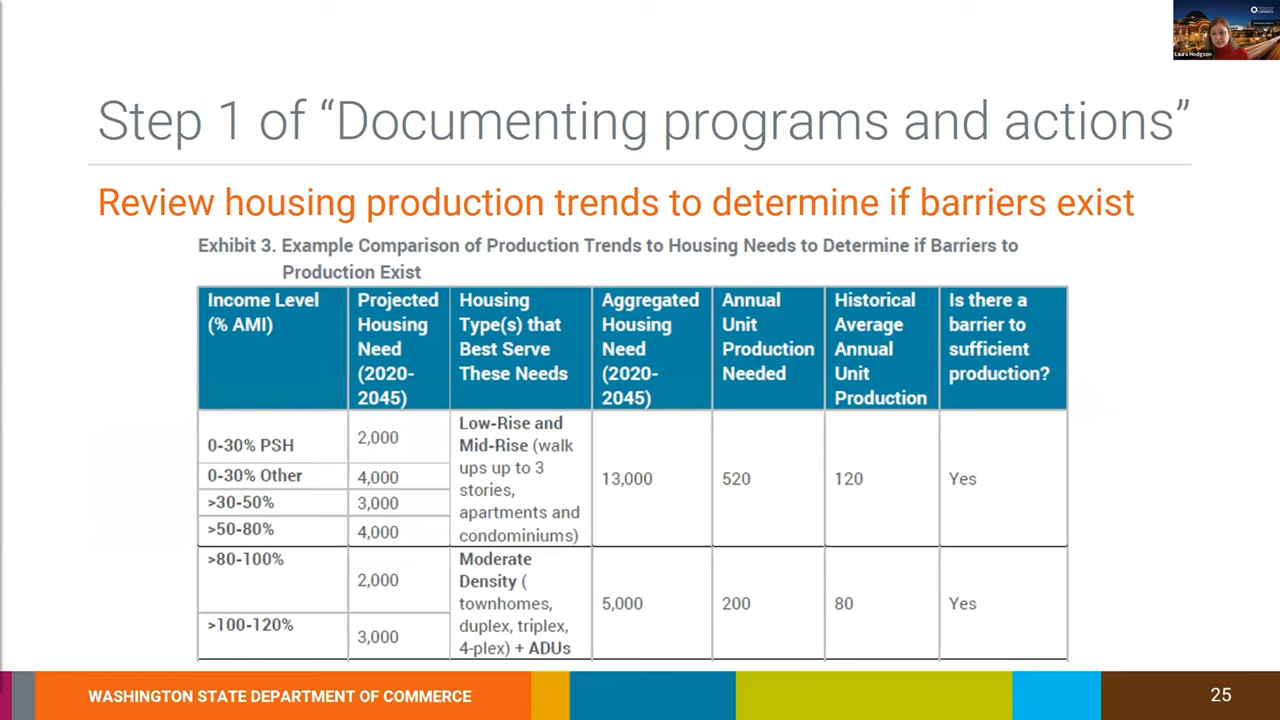 Laura Hodgson
Step 1 of “Documenting programs and actions”
Review housing production trends to determine if barriers exist
Exhibit 3. Example Comparison of Production Trends to Housing Needs to Determine if Barriers to
Production Exist
Income Level
(% AMI)
Projected
Housing
Need
(2020-
2045)
Housing
Type(s) that
Best Serve
These Needs
Aggregated
Housing
Need
(2020-
2045)
Annual
Unit
Production
Needed
Historical
Average
Annual
Unit
Production
Is there a
barrier to
sufficient
production?
0-30% PSH
2,000
0-30% Other
4,000
>30-50%
3,000
>50-80%
4,000
Low-Rise and
Mid-Rise (walk
ups up to 3
stories,
apartments and
condominiums)
13,000
520
120
Yes
>80-100%
2,000
>100-120%
3,000
Moderate
Density (
townhomes,
duplex, triplex,
4-plex) + ADUs
5,000
200
80
Yes
WASHINGTON STATE DEPARTMENT OF COMMERCE
25